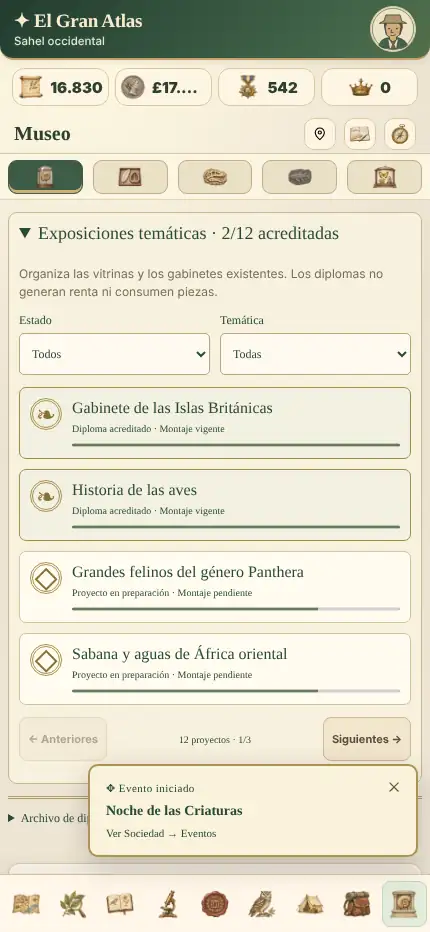 ✦ El Gran Atlas
Sahel occidental
16.830
£17....
542
0
Museo
▼ Exposiciones temáticas · 2/12 acreditadas
Organiza las vitrinas y los gabinetes existentes. Los diplomas no
generan renta ni consumen piezas.
Estado
Temática
Todos
Todas
Gabinete de las Islas Británicas
Diploma acreditado · Montaje vigente
Historia de las aves
Diploma acreditado · Montaje vigente
Grandes felinos del género Panthera
Proyecto en preparación · Montaje pendiente
Sabana y aguas de África oriental
Proyecto en preparación · Montaje pendiente
← Anteriores
12 proyectos · 1/3
Siguientes →
✥ Evento iniciado
Noche de las Criaturas
Ver Sociedad → Eventos
▶ Archivo de